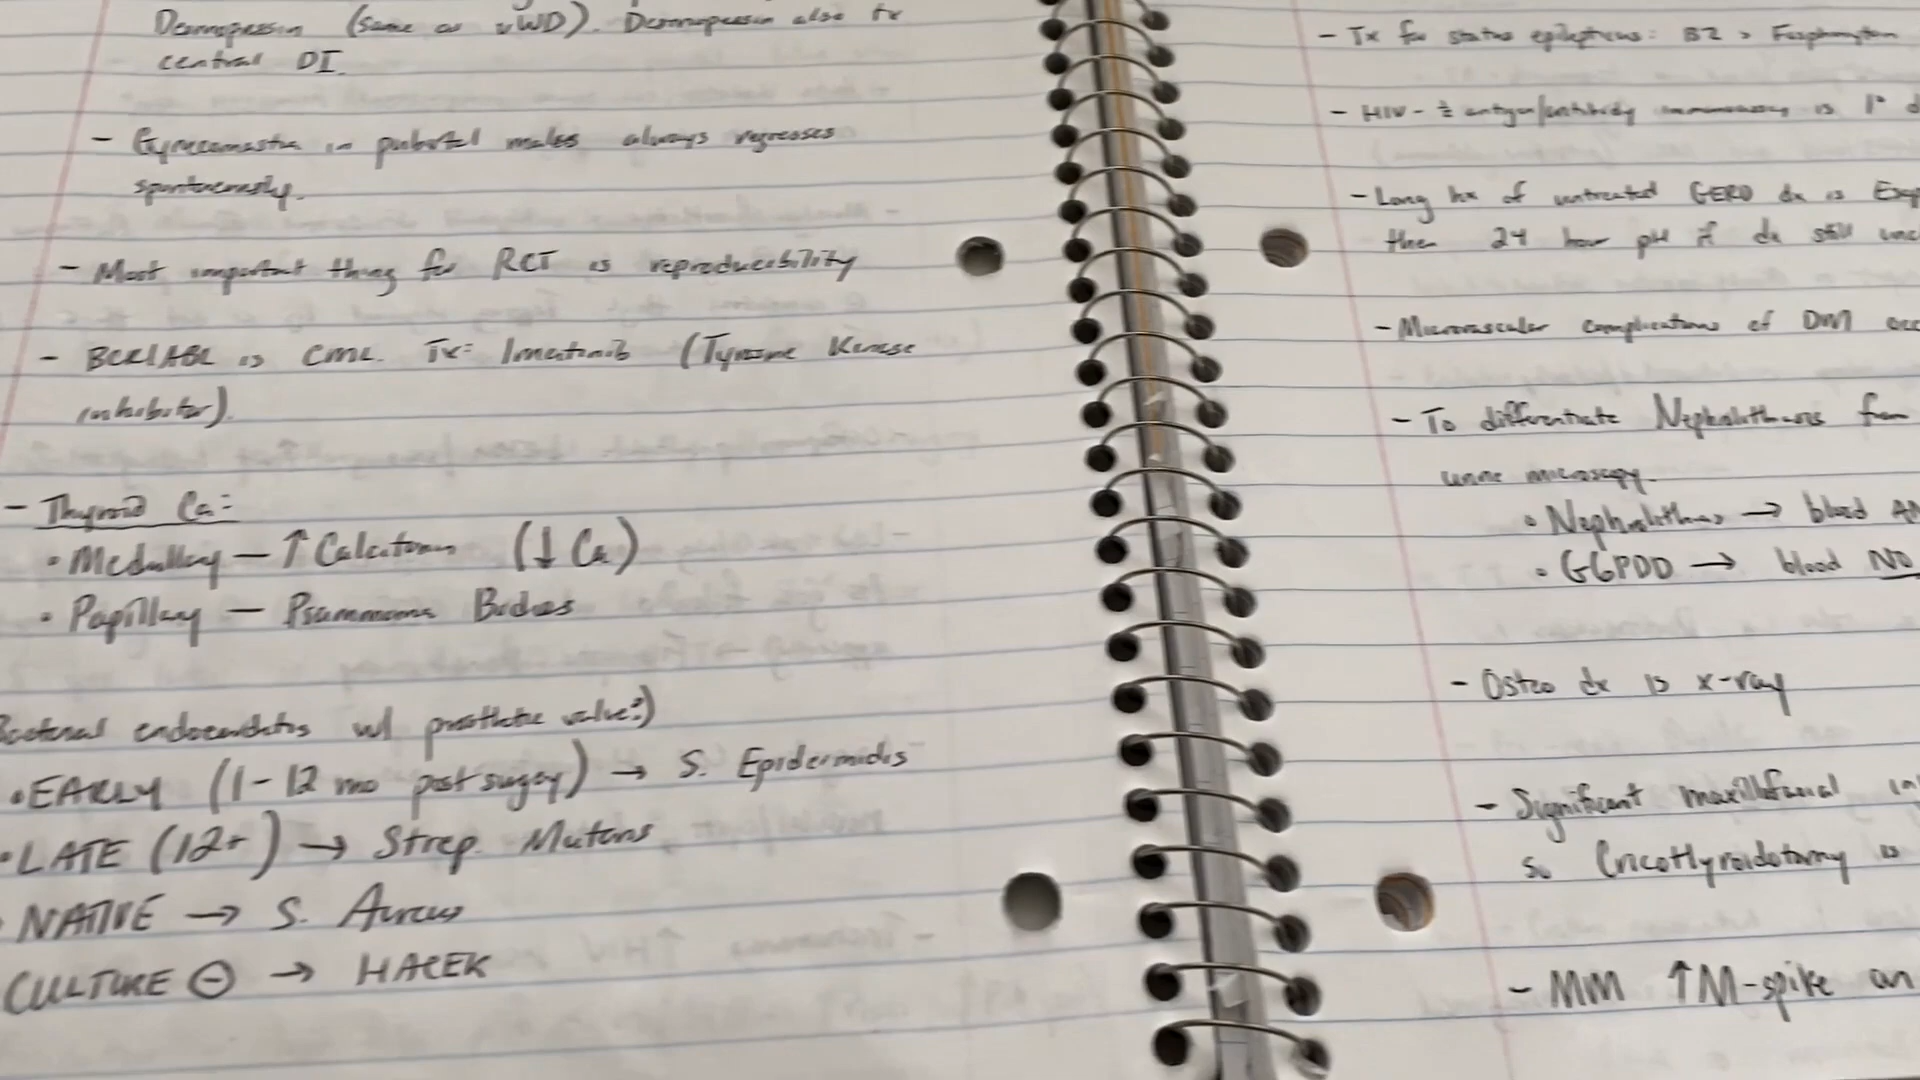 Desmopressin (same as vWD). Desmopressin also tx
central DI.
- Gynecomastia in pubertal males always regresses
spontaneously.
- Most important thing for RCT is reproducibility
- BCR/ABL is CML. Tx: Imatinib (Tyrosine Kinase
inhibitor).
- Thyroid Ca:
• Medullary — ↑ Calcitonin (↓ Ca)
• Papillary — Psammoma Bodies
Bacterial endocarditis w/ prosthetic valve:)
• EARLY (1-12 mo post surgery) → S. Epidermidis
• LATE (12+) → Strep. Mutans
NATIVE → S. Aureus
CULTURE ⊖ → HACEK
- Tx for status epilepticus: BZ > Fosphenytoin
- HIV - antigen/antibody immunoassay is 1°
- Long hx of untreated GERD dx is
then 24 hour pH if dx still
- Microvascular complications of DM
- To differentiate Nephrolithiasis from
urine microscopy.
• Nephrolithias → blood
• G6PDD → blood NO
- Osteo dx is x-ray
- Significant maxillofacial
so Cricothyroidotomy is
- MM ↑ M-spike an